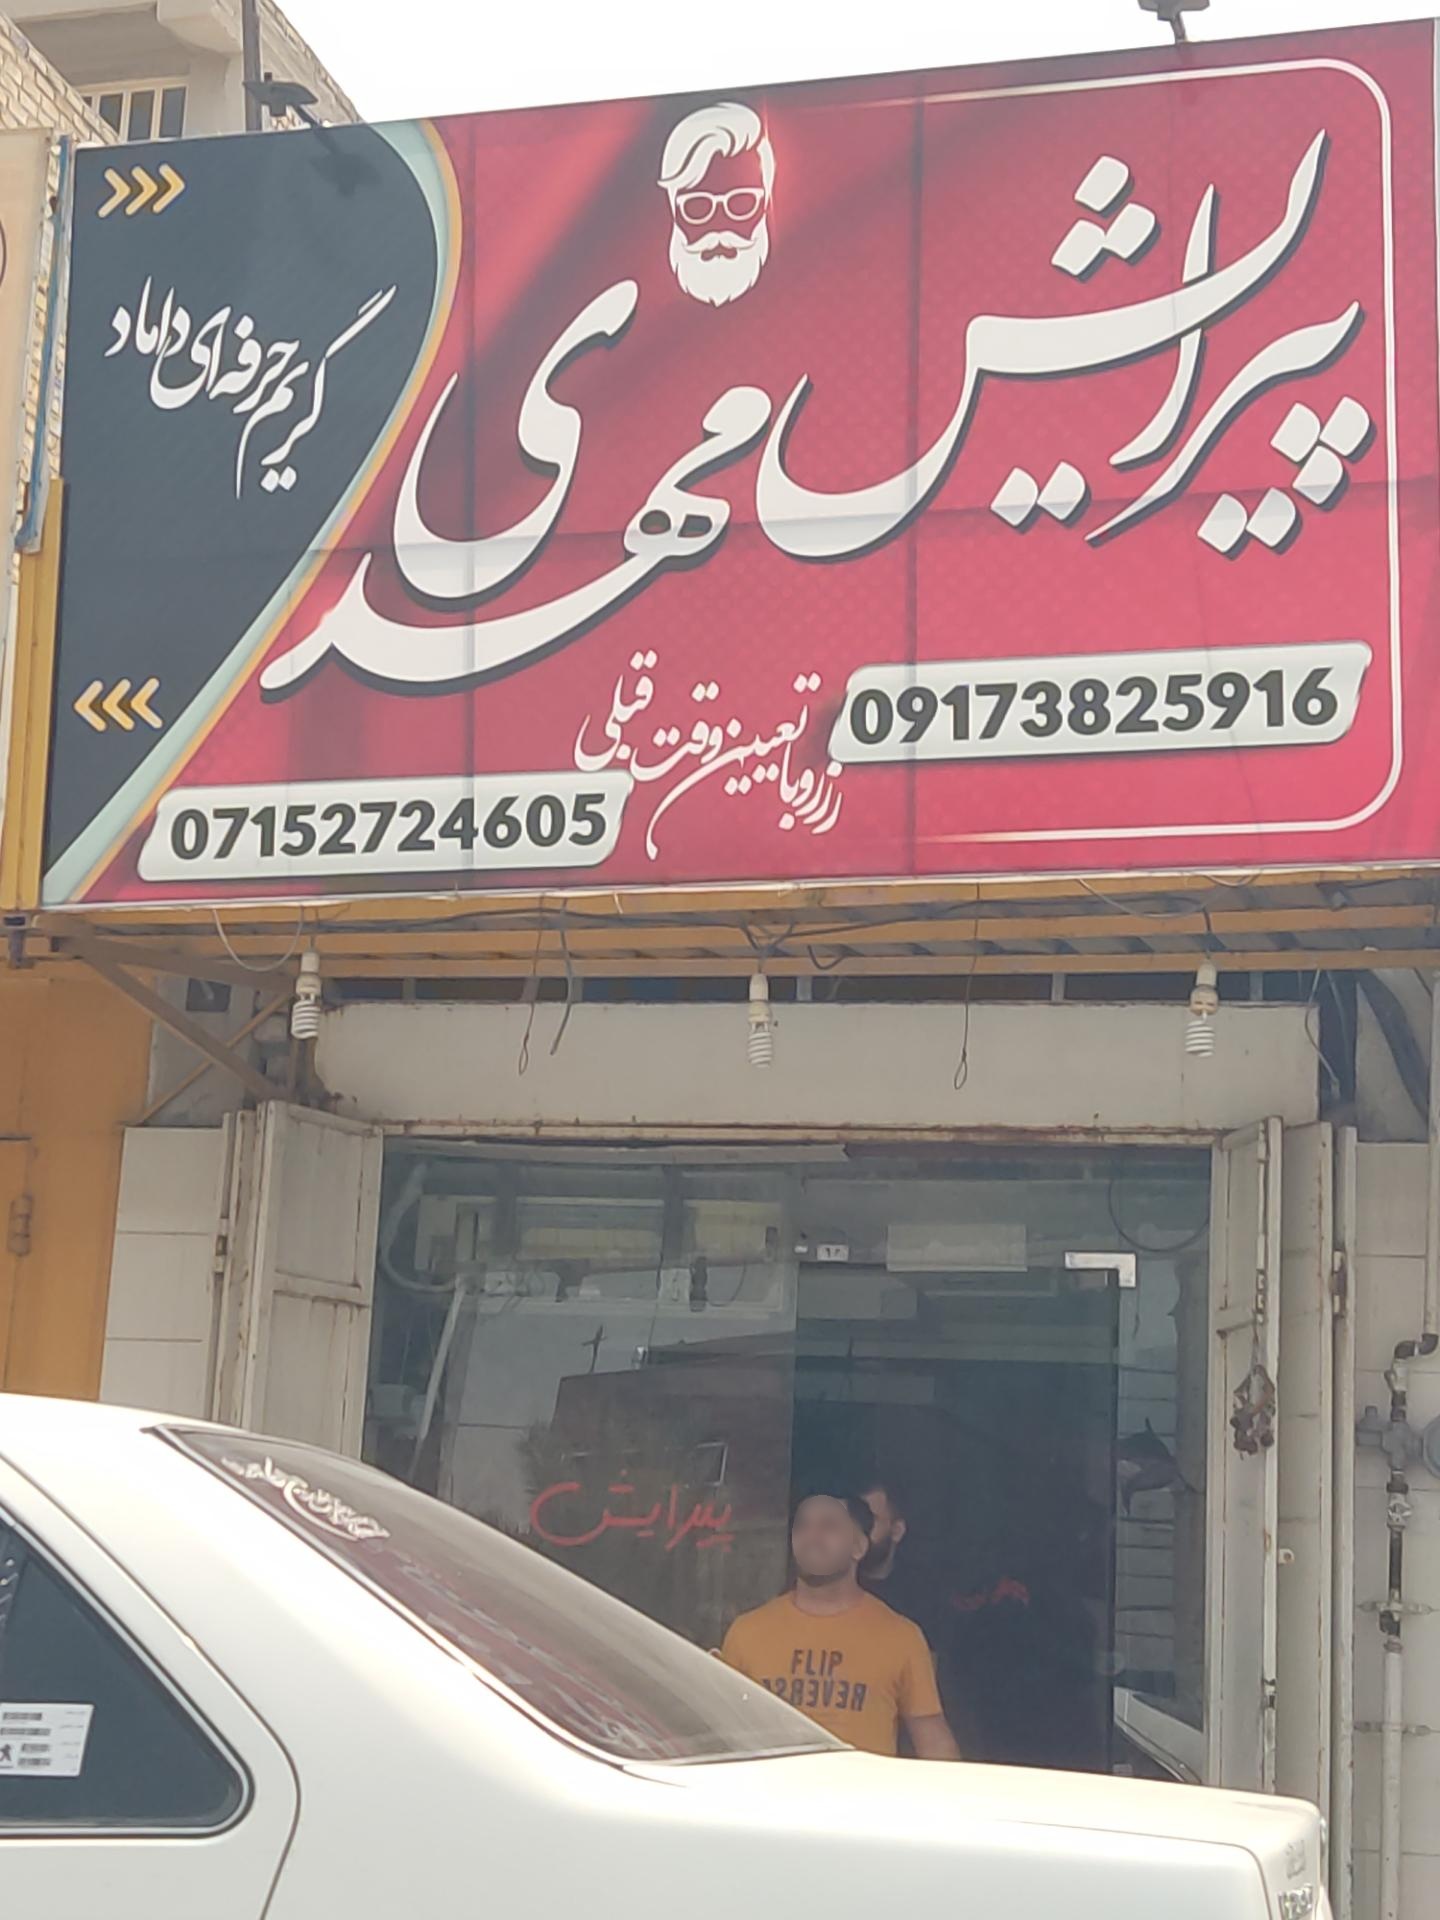 پیرایش مهدی
گریم حرفه‌ای داماد
09173825916
رزرو با تعیین وقت قبلی
07152724605
پیرایش
FLIP
REVERSE